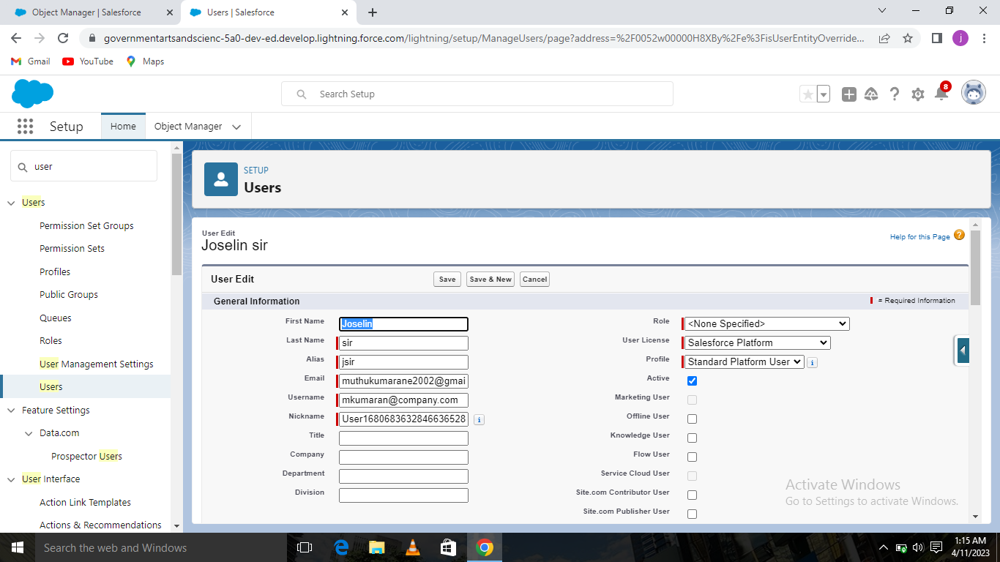 Object Manager | Salesforce
Users | Salesforce
governmentartsandscienc-5a0-dev-ed.develop.lightning.force.com/lightning/setup/ManageUsers/page?address=%2F0052w00000H8XBy%2Fe%3FisUserEntityOverride...
j
Gmail
YouTube
Maps
Search Setup
8
Setup
Home
Object Manager
user
SETUP
Users
Users
Permission Set Groups
Permission Sets
Profiles
Public Groups
Queues
Roles
User Management Settings
Users
Feature Settings
Data.com
Prospector Users
User Interface
Action Link Templates
Actions & Recommendations
User Edit
Joselin sir
Help for this Page ?
User Edit
Save
Save & New
Cancel
General Information
= Required Information
First Name
Joselin
Last Name
sir
Alias
jsir
Email
muthukumarane2002@gmai
Username
mkumaran@company.com
Nickname
User1680683632846636528
i
Title
Company
Department
Division
Role
<None Specified>
User License
Salesforce Platform
Profile
Standard Platform User
i
Active
Marketing User
Offline User
Knowledge User
Flow User
Service Cloud User
Site.com Contributor User
Site.com Publisher User
Activate Windows
Go to Settings to activate Windows.
Search the web and Windows
1:15 AM
4/11/2023